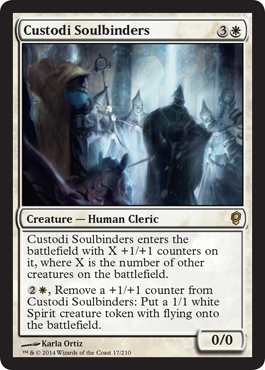 Custodi Soulbinders 3
Creature — Human Cleric
Custodi Soulbinders enters the
battlefield with X +1/+1 counters on
it, where X is the number of other
creatures on the battlefield.
2 , Remove a +1/+1 counter from
Custodi Soulbinders: Put a 1/1 white
Spirit creature token with flying onto
the battlefield.
0/0
Karla Ortiz
™ & © 2014 Wizards of the Coast 17/210